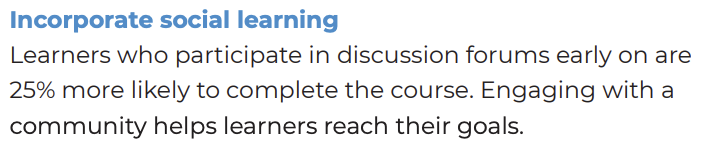 Incorporate social learning
Learners who participate in discussion forums early on are
25% more likely to complete the course. Engaging with a
community helps learners reach their goals.